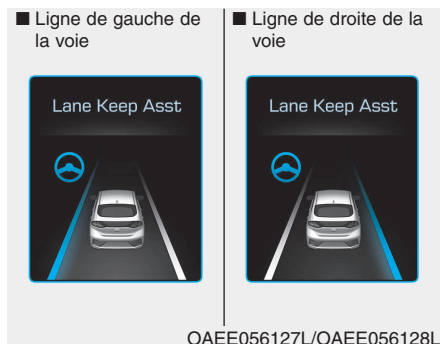 ■ Ligne de gauche de
la voie
■ Ligne de droite de la
voie
Lane Keep Asst
Lane Keep Asst
OAEE056127L/OAEE056128L